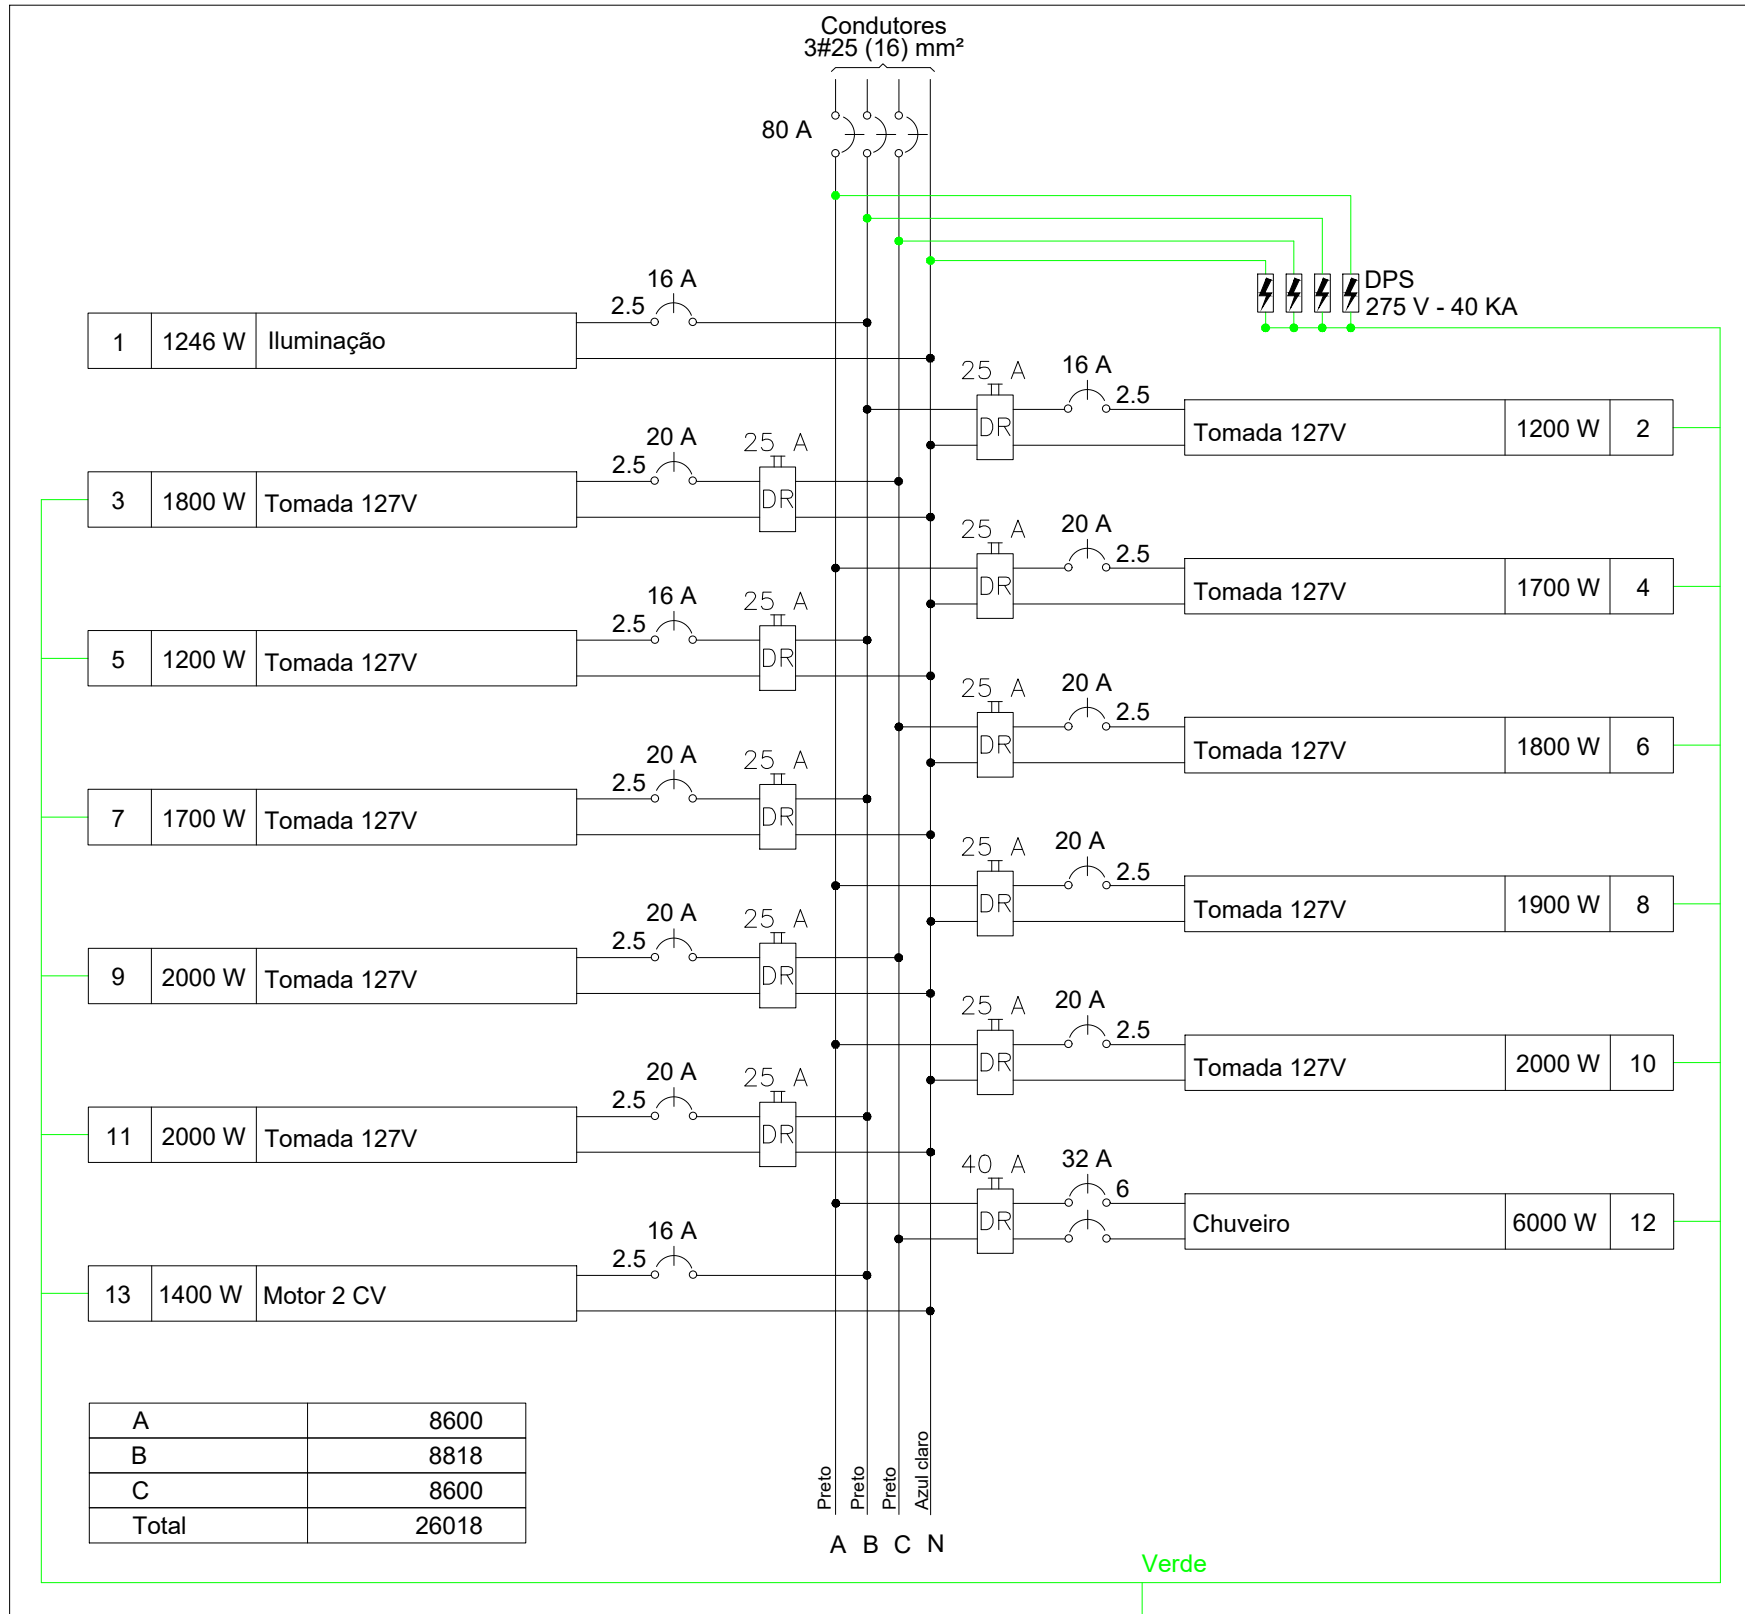 Condutores
3#25 (16) mm²
80 A
DPS
275 V - 40 KA
16 A
2.5
1 1246 W Iluminação
25 A
16 A
2.5
DR
Tomada 127V 1200 W 2
20 A
2.5
25 A
DR
3 1800 W Tomada 127V
25 A
20 A
2.5
DR
Tomada 127V 1700 W 4
16 A
2.5
25 A
DR
5 1200 W Tomada 127V
25 A
20 A
2.5
DR
Tomada 127V 1800 W 6
20 A
2.5
25 A
DR
7 1700 W Tomada 127V
25 A
20 A
2.5
DR
Tomada 127V 1900 W 8
20 A
2.5
25 A
DR
9 2000 W Tomada 127V
25 A
20 A
2.5
DR
Tomada 127V 2000 W 10
20 A
2.5
25 A
DR
11 2000 W Tomada 127V
40 A
32 A
6
DR
Chuveiro 6000 W 12
16 A
2.5
13 1400 W Motor 2 CV
A 8600
B 8818
C 8600
Total 26018
Preto
Preto
Preto
Azul claro
A B C N
Verde